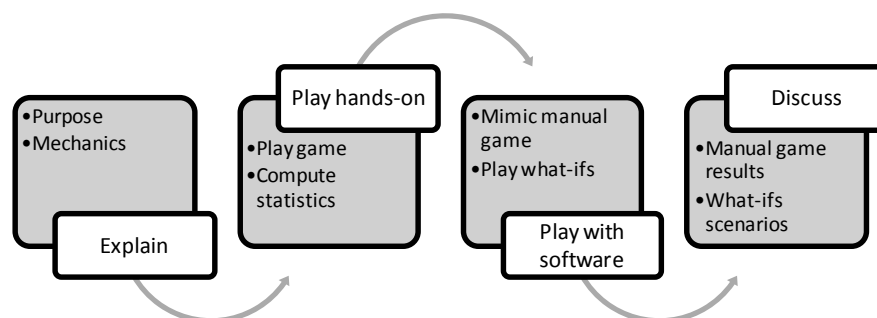 •Purpose
•Mechanics
Explain
Play hands-on
•Play game
•Compute
statistics
•Mimic manual
game
•Play what-ifs
Play with
software
Discuss
•Manual game
results
•What-ifs
scenarios